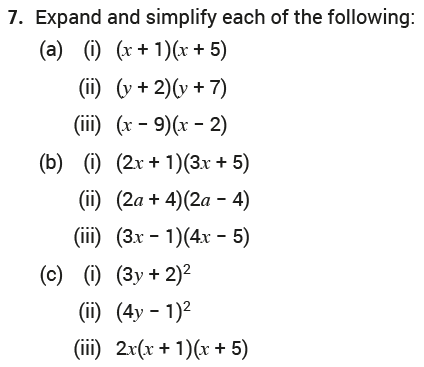 7. Expand and simplify each of the following:
(a) (i) (x + 1)(x + 5)
(ii) (y + 2)(y + 7)
(iii) (x − 9)(x − 2)
(b) (i) (2x + 1)(3x + 5)
(ii) (2a + 4)(2a − 4)
(iii) (3x − 1)(4x − 5)
(c) (i) (3y + 2)²
(ii) (4y − 1)²
(iii) 2x(x + 1)(x + 5)